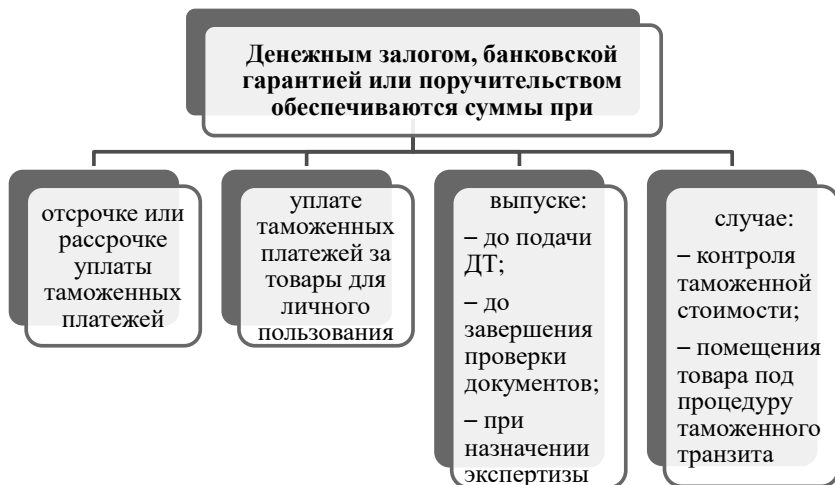 Денежным залогом, банковской
гарантией или поручительством
обеспечиваются суммы при
отсрочке или
рассрочке
уплаты
таможенных
платежей
уплате
таможенных
платежей за
товары для
личного
пользования
выпуске:
– до подачи
ДТ;
– до
завершения
проверки
документов;
– при
назначении
экспертизы
случае:
– контроля
таможенной
стоимости;
– помещения
товара под
процедуру
таможенного
транзита